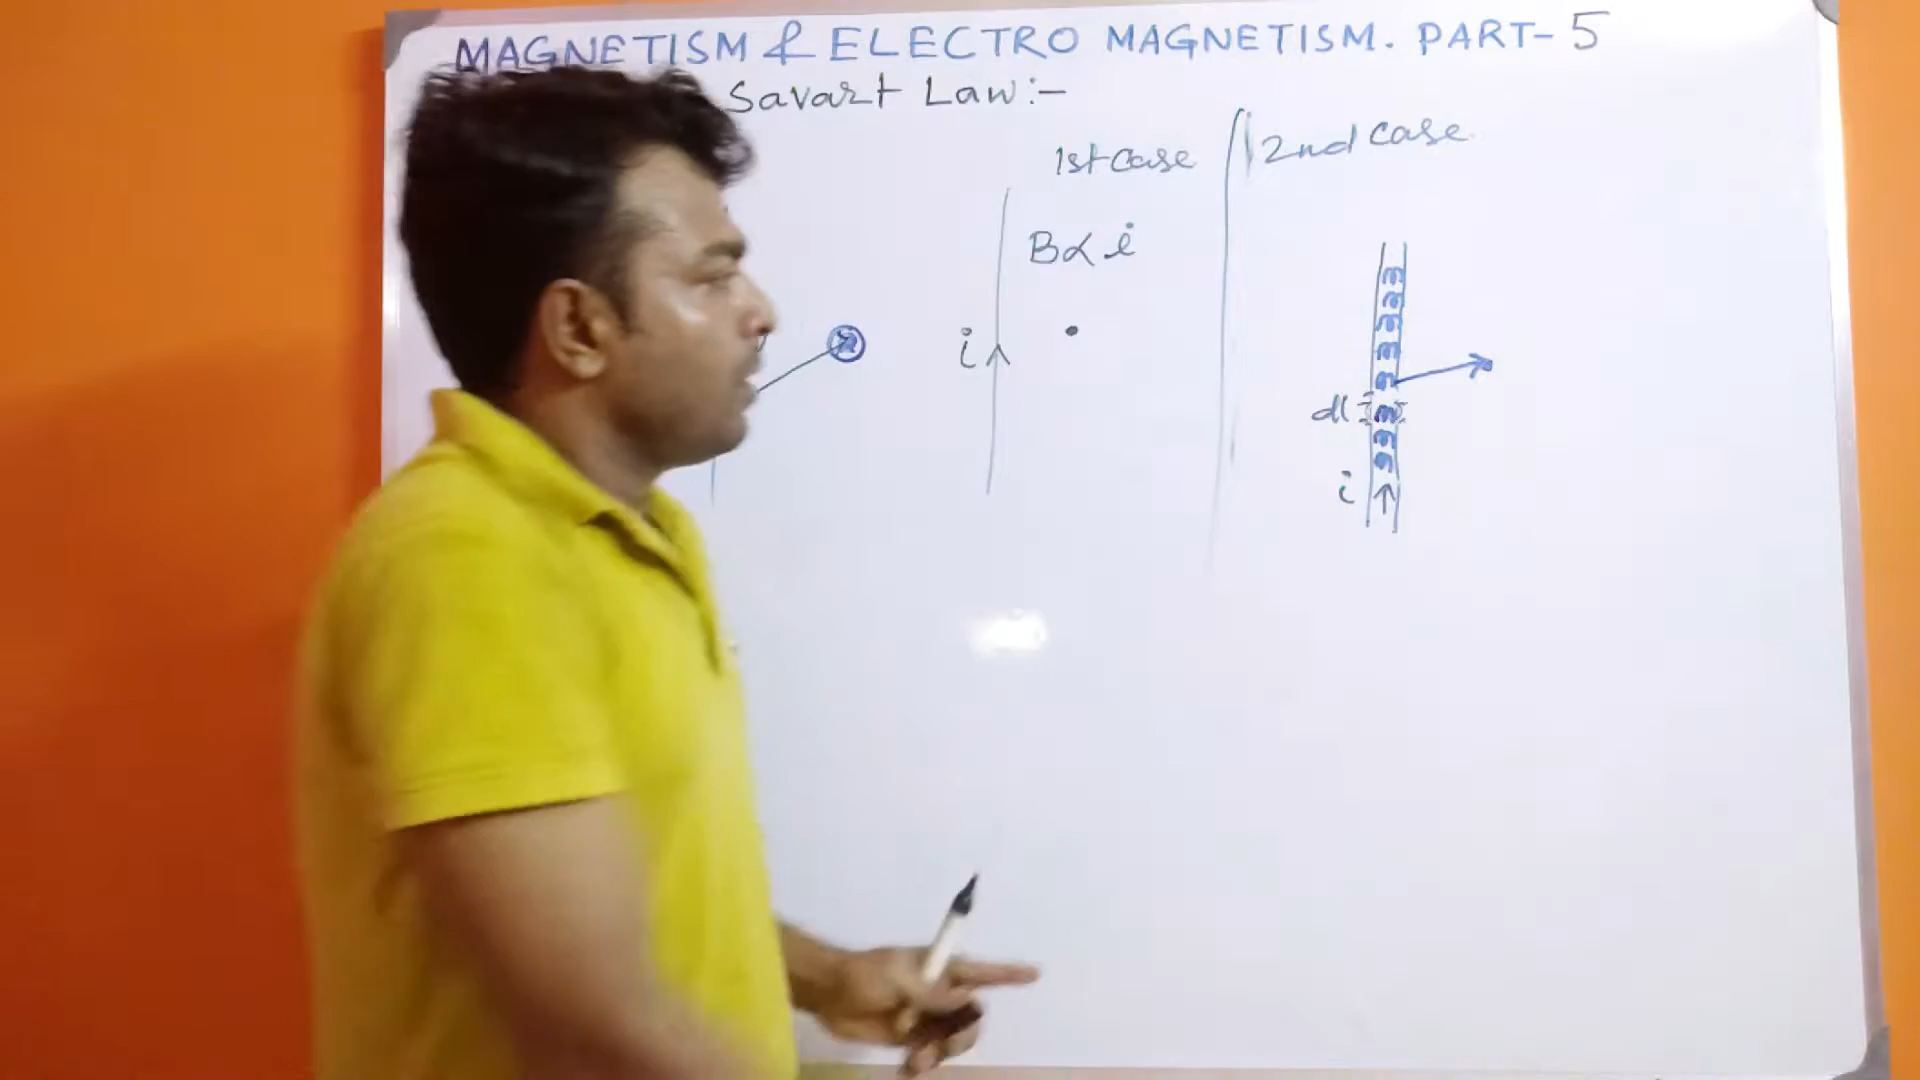 MAGNETISM & ELECTRO MAGNETISM. PART-5
Savart Law:-
1st case
2nd case
B∝ i
i
dl
i